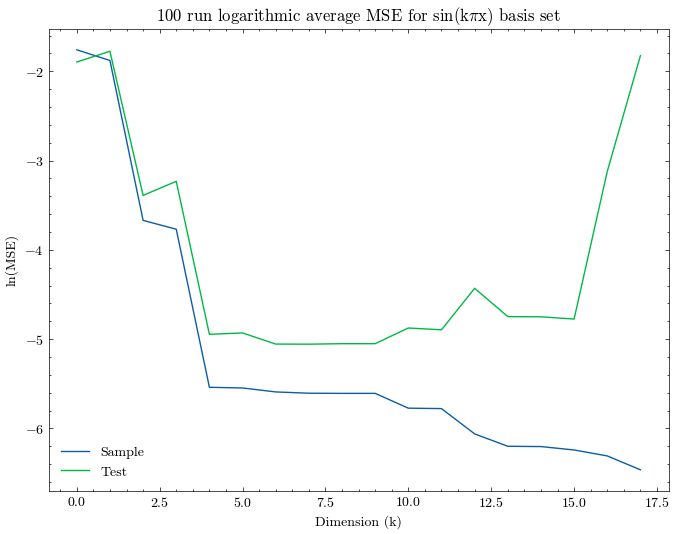 100 run logarithmic average MSE for sin(kπx) basis set
ln(MSE)
−2
−3
−4
−5
−6
Sample
Test
0.0 2.5 5.0 7.5 10.0 12.5 15.0 17.5
Dimension (k)